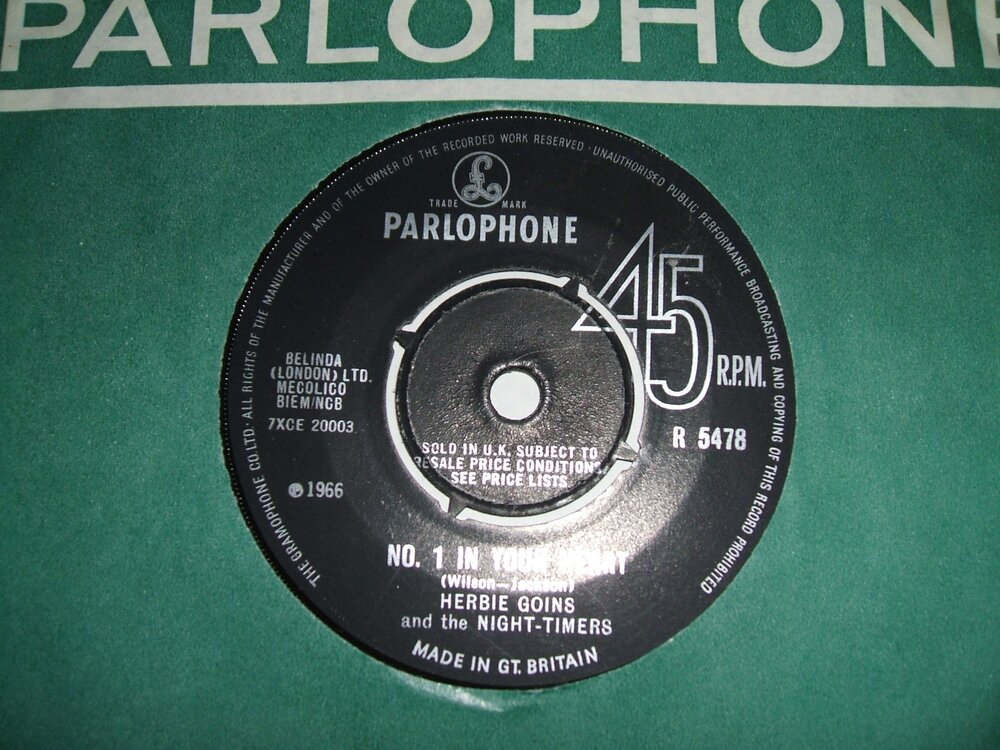 PARLOPHONE
THE GRAMOPHONE CO.LTD · ALL RIGHTS OF THE MANUFACTURER AND OF THE OWNER OF THE RECORDED WORK RESERVED · UNAUTHORISED PUBLIC PERFORMANCE BROADCASTING AND COPYING OF THIS RECORD PROHIBITED
£
TRADE MARK
PARLOPHONE
45
R.P.M.
BELINDA
(LONDON) LTD.
MECOLICO
BIEM/NCB
7XCE 20003
R 5478
SOLD IN U.K. SUBJECT TO
RESALE PRICE CONDITIONS,
SEE PRICE LISTS
℗ 1966
NO. 1 IN YOUR HEART
(Wilson—Jackson)
HERBIE GOINS
and the NIGHT-TIMERS
MADE IN GT. BRITAIN